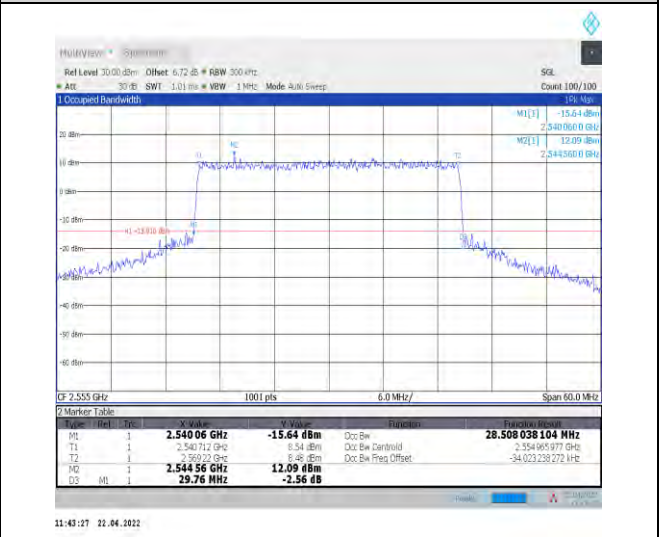 MultiView Spectrum
Ref Level 30.00 dBm Offset 6.72 dB RBW 300 kHz SGL
Att 30 dB SWT 1.01 ms VBW 1 MHz Mode Auto Sweep Count 100/100
1 Occupied Bandwidth 1Pk Max
M1[1] -15.64 dBm
2.540060 0 GHz
M2[1] 12.09 dBm
2.544560 0 GHz
20 dBm
M2
T1 T2
10 dBm
0 dBm
-10 dBm
M1
-20 dBm
-30 dBm
-40 dBm
-50 dBm
-60 dBm
CF 2.555 GHz 1001 pts 6.0 MHz/ Span 60.0 MHz
2 Marker Table
Type Ref Trc X-Value Y-Value Function Function Result
M1 1 2.540 06 GHz -15.64 dBm Occ Bw 28.508 038 104 MHz
T1 1 2.540 712 GHz 8.54 dBm Occ Bw Centroid 2.554 965 977 GHz
T2 1 2.569 22 GHz 8.48 dBm Occ Bw Freq Offset -34.023 238 272 kHz
M2 1 2.544 56 GHz 12.09 dBm
D3 M1 1 29.76 MHz -2.56 dB
11:43:27 22.04.2022